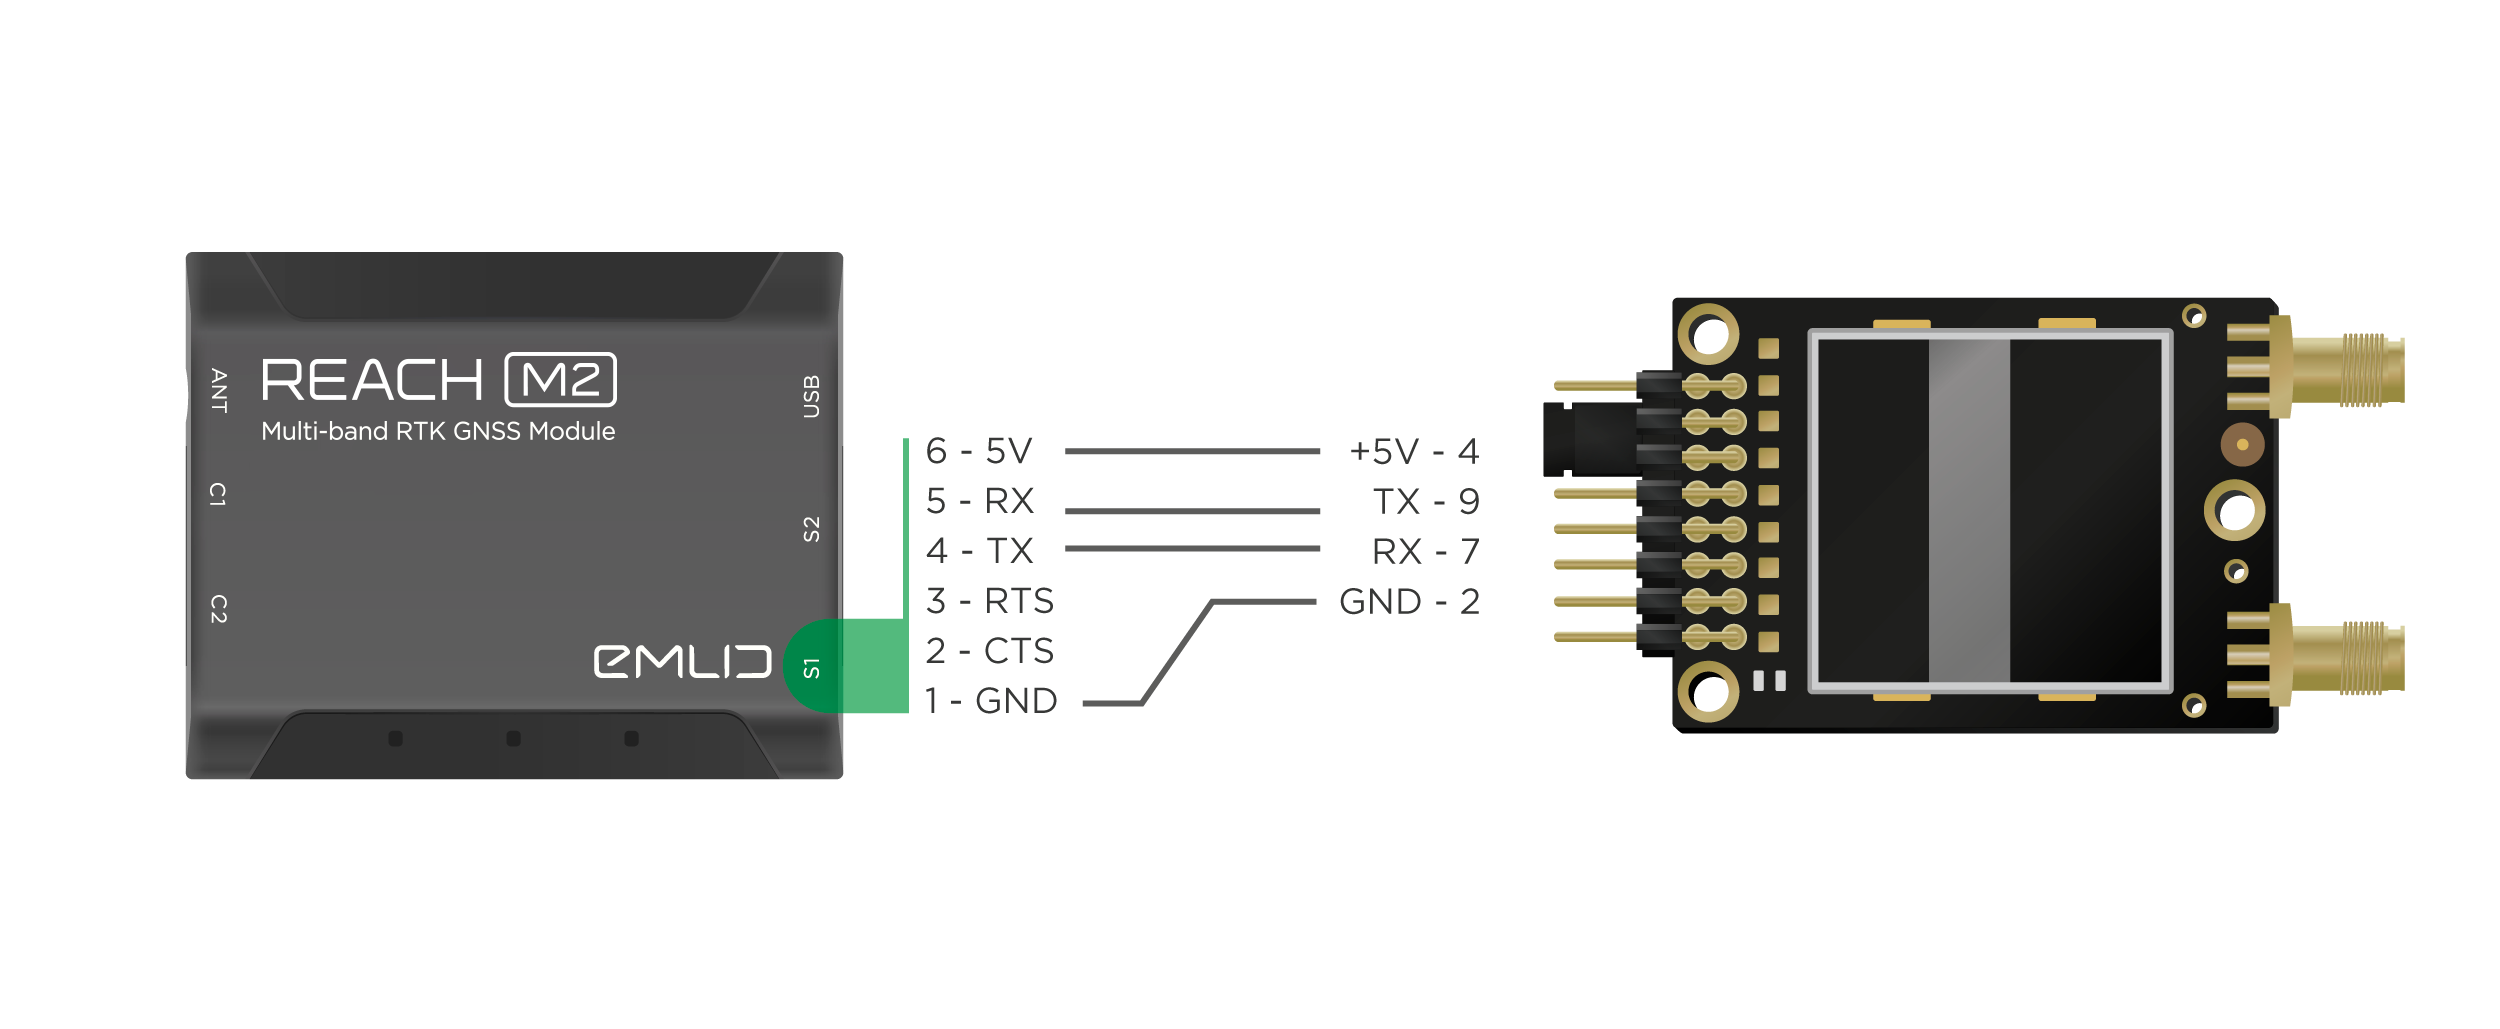 REACH M2
Multi-band RTK GNSS Module
ANT
C1
C2
USB
S2
S1
EMLID
6 - 5V
5 - RX
4 - TX
3 - RTS
2 - CTS
1 - GND
+5V - 4
TX - 9
RX - 7
GND - 2